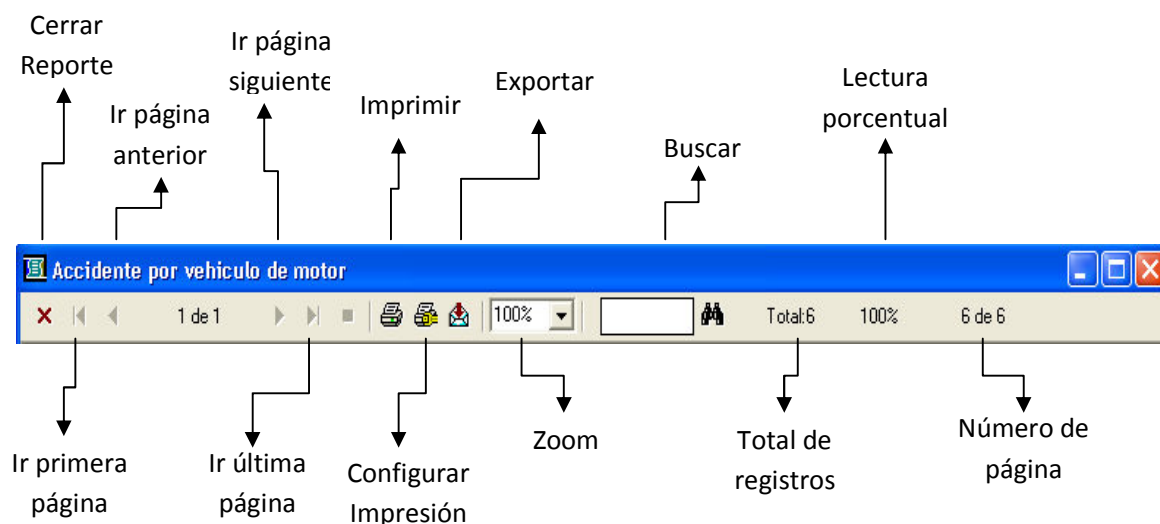 Cerrar
Reporte
Ir página
siguiente
Ir página
anterior
Imprimir
Exportar
Buscar
Lectura
porcentual
Accidente por vehiculo de motor
1 de 1
100%
Total:6
100%
6 de 6
Ir primera
página
Ir última
página
Configurar
Impresión
Zoom
Total de
registros
Número de
página